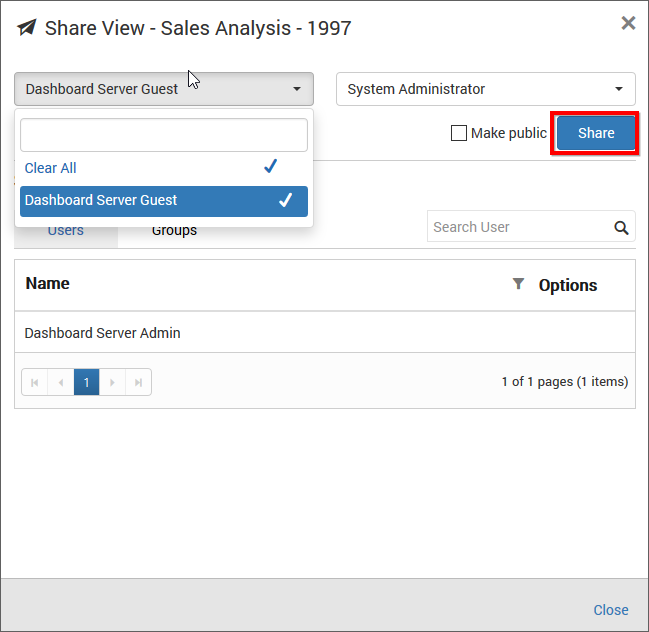 Share View - Sales Analysis - 1997
Dashboard Server Guest
System Administrator
Make public
Share
Clear All
Dashboard Server Guest
Users
Groups
Search User
Name
Options
Dashboard Server Admin
1
1 of 1 pages (1 items)
Close